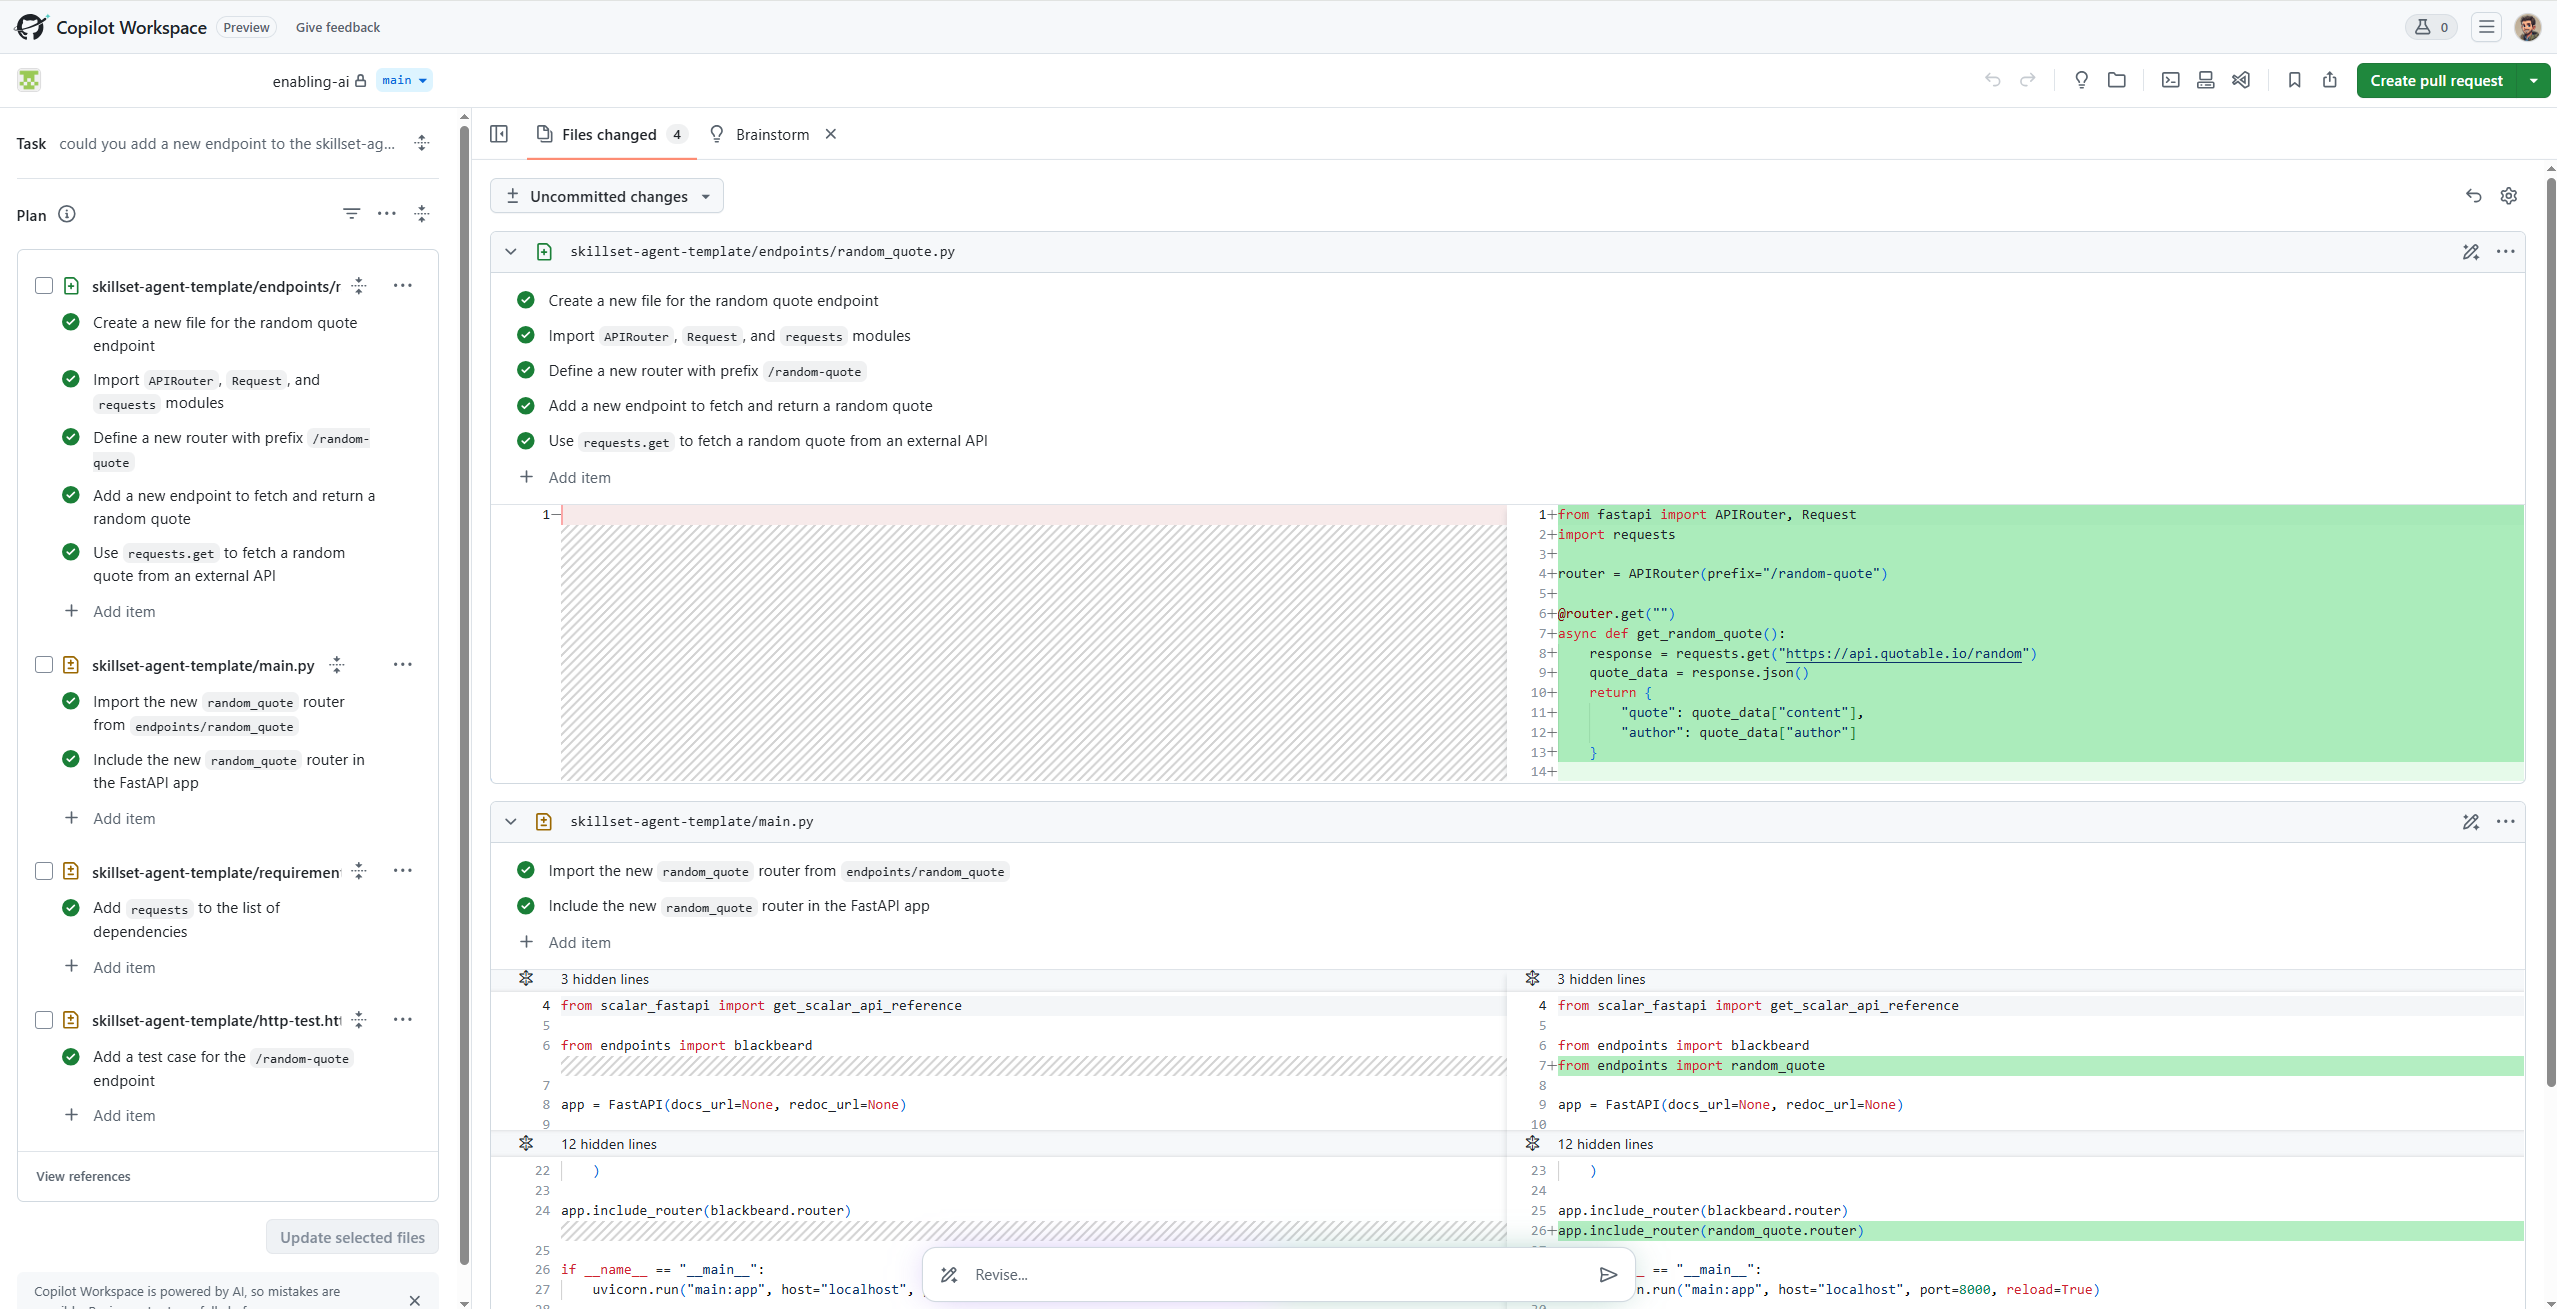 Copilot Workspace Preview Give feedback 0
enabling-ai main Create pull request
Task could you add a new endpoint to the skillset-ag...
Plan
skillset-agent-template/endpoints/r
Create a new file for the random quote
endpoint
Import APIRouter, Request, and
requests modules
Define a new router with prefix /random-
quote
Add a new endpoint to fetch and return a
random quote
Use requests.get to fetch a random
quote from an external API
Add item
skillset-agent-template/main.py
Import the new random_quote router
from endpoints/random_quote
Include the new random_quote router in
the FastAPI app
Add item
skillset-agent-template/requiremen
Add requests to the list of
dependencies
Add item
skillset-agent-template/http-test.ht
Add a test case for the /random-quote
endpoint
Add item
View references
Update selected files
Copilot Workspace is powered by AI, so mistakes are
Files changed 4 Brainstorm
Uncommitted changes
skillset-agent-template/endpoints/random_quote.py
Create a new file for the random quote endpoint
Import APIRouter, Request, and requests modules
Define a new router with prefix /random-quote
Add a new endpoint to fetch and return a random quote
Use requests.get to fetch a random quote from an external API
Add item
1-
1+from fastapi import APIRouter, Request
2+import requests
3+
4+router = APIRouter(prefix="/random-quote")
5+
6+@router.get("")
7+async def get_random_quote():
8+    response = requests.get("https://api.quotable.io/random")
9+    quote_data = response.json()
10+    return {
11+        "quote": quote_data["content"],
12+        "author": quote_data["author"]
13+    }
14+
skillset-agent-template/main.py
Import the new random_quote router from endpoints/random_quote
Include the new random_quote router in the FastAPI app
Add item
3 hidden lines
4 from scalar_fastapi import get_scalar_api_reference
5
6 from endpoints import blackbeard
7
8 app = FastAPI(docs_url=None, redoc_url=None)
9
12 hidden lines
22     )
23
24 app.include_router(blackbeard.router)
25
26 if __name__ == "__main__":
27     uvicorn.run("main:app", host="localhost",
28
3 hidden lines
4 from scalar_fastapi import get_scalar_api_reference
5
6 from endpoints import blackbeard
7+from endpoints import random_quote
8
9 app = FastAPI(docs_url=None, redoc_url=None)
10
12 hidden lines
23     )
24
25 app.include_router(blackbeard.router)
26+app.include_router(random_quote.router)
== "__main__":
n.run("main:app", host="localhost", port=8000, reload=True)
Revise...